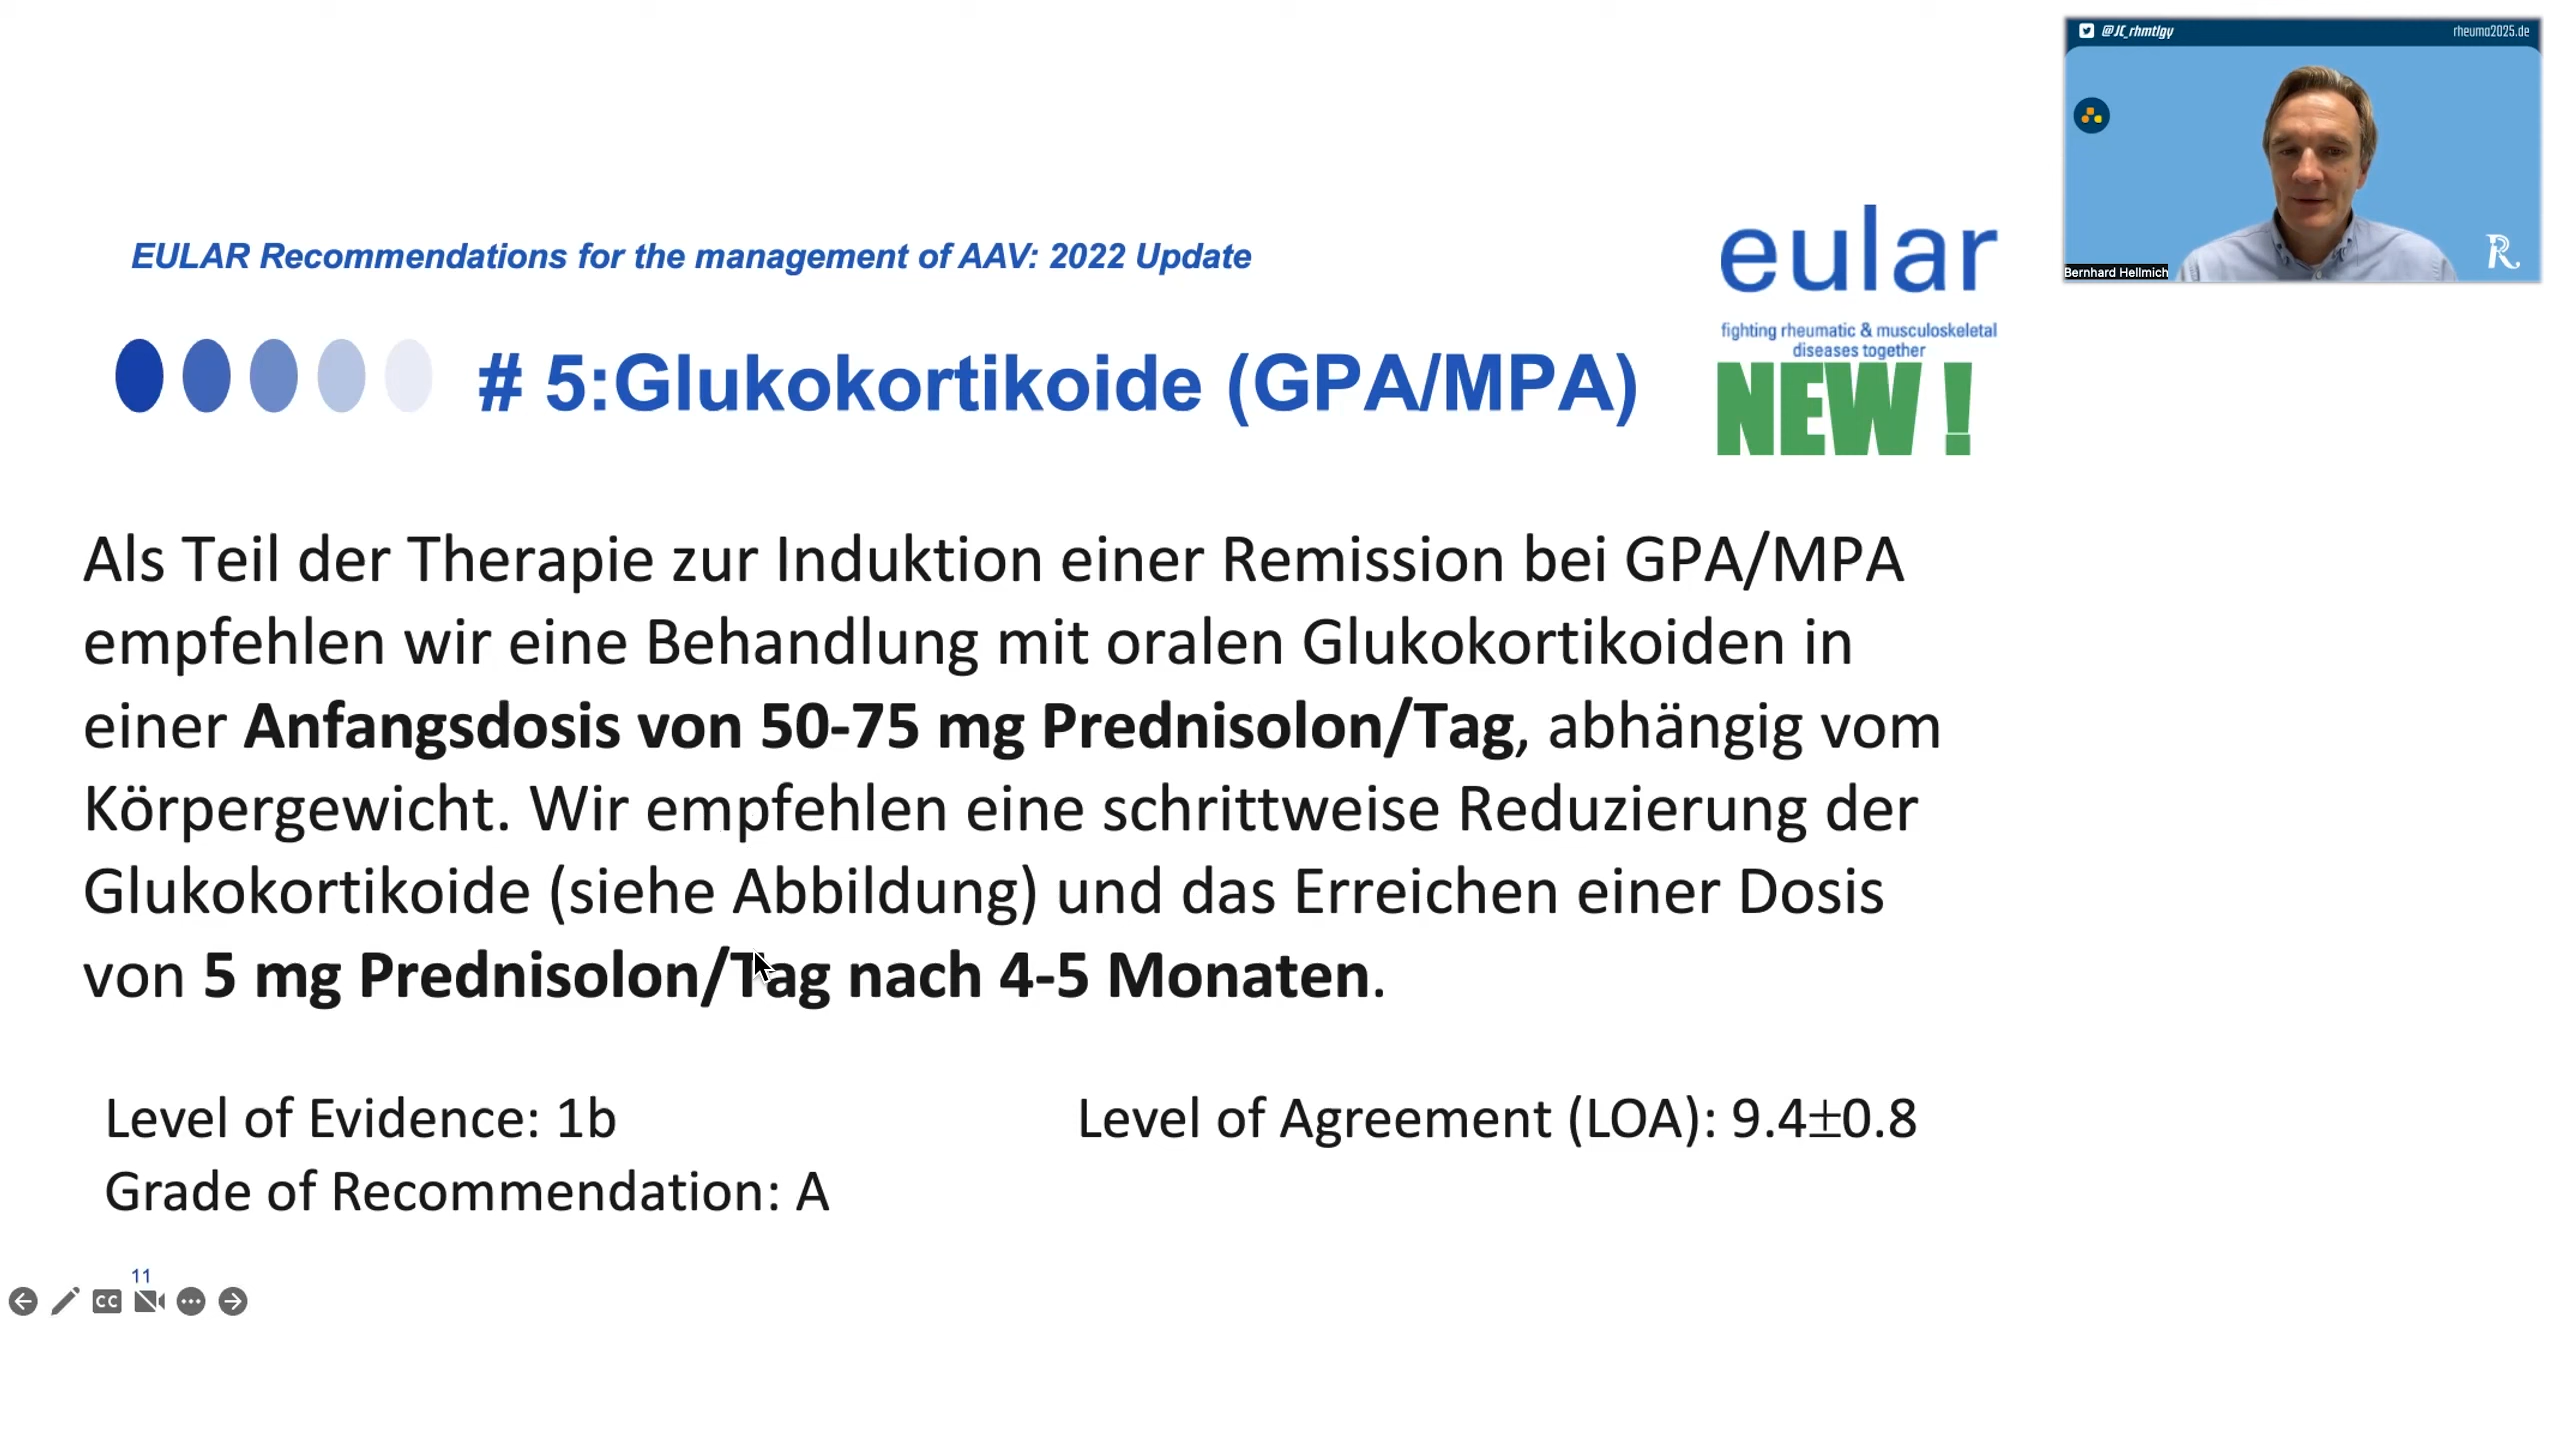 @JC_rhmtlgy
rheuma2025.de
Bernhard Hellmich
EULAR Recommendations for the management of AAV: 2022 Update
eular
fighting rheumatic & musculoskeletal
diseases together
# 5:Glukokortikoide (GPA/MPA)
NEW !
Als Teil der Therapie zur Induktion einer Remission bei GPA/MPA
empfehlen wir eine Behandlung mit oralen Glukokortikoiden in
einer Anfangsdosis von 50-75 mg Prednisolon/Tag, abhängig vom
Körpergewicht. Wir empfehlen eine schrittweise Reduzierung der
Glukokortikoide (siehe Abbildung) und das Erreichen einer Dosis
von 5 mg Prednisolon/Tag nach 4-5 Monaten.
Level of Evidence: 1b
Level of Agreement (LOA): 9.4±0.8
Grade of Recommendation: A
11
CC